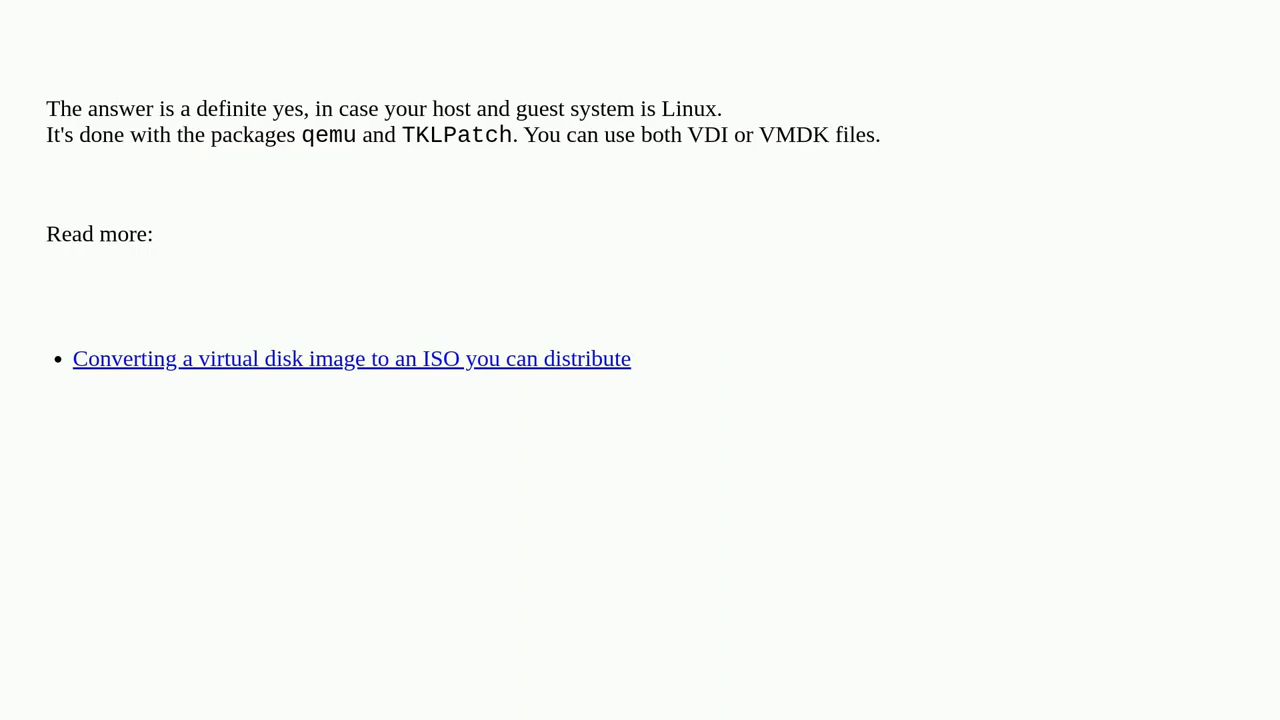 The answer is a definite yes, in case your host and guest system is Linux.
It's done with the packages qemu and TKLPatch. You can use both VDI or VMDK files.
Read more:
• Converting a virtual disk image to an ISO you can distribute